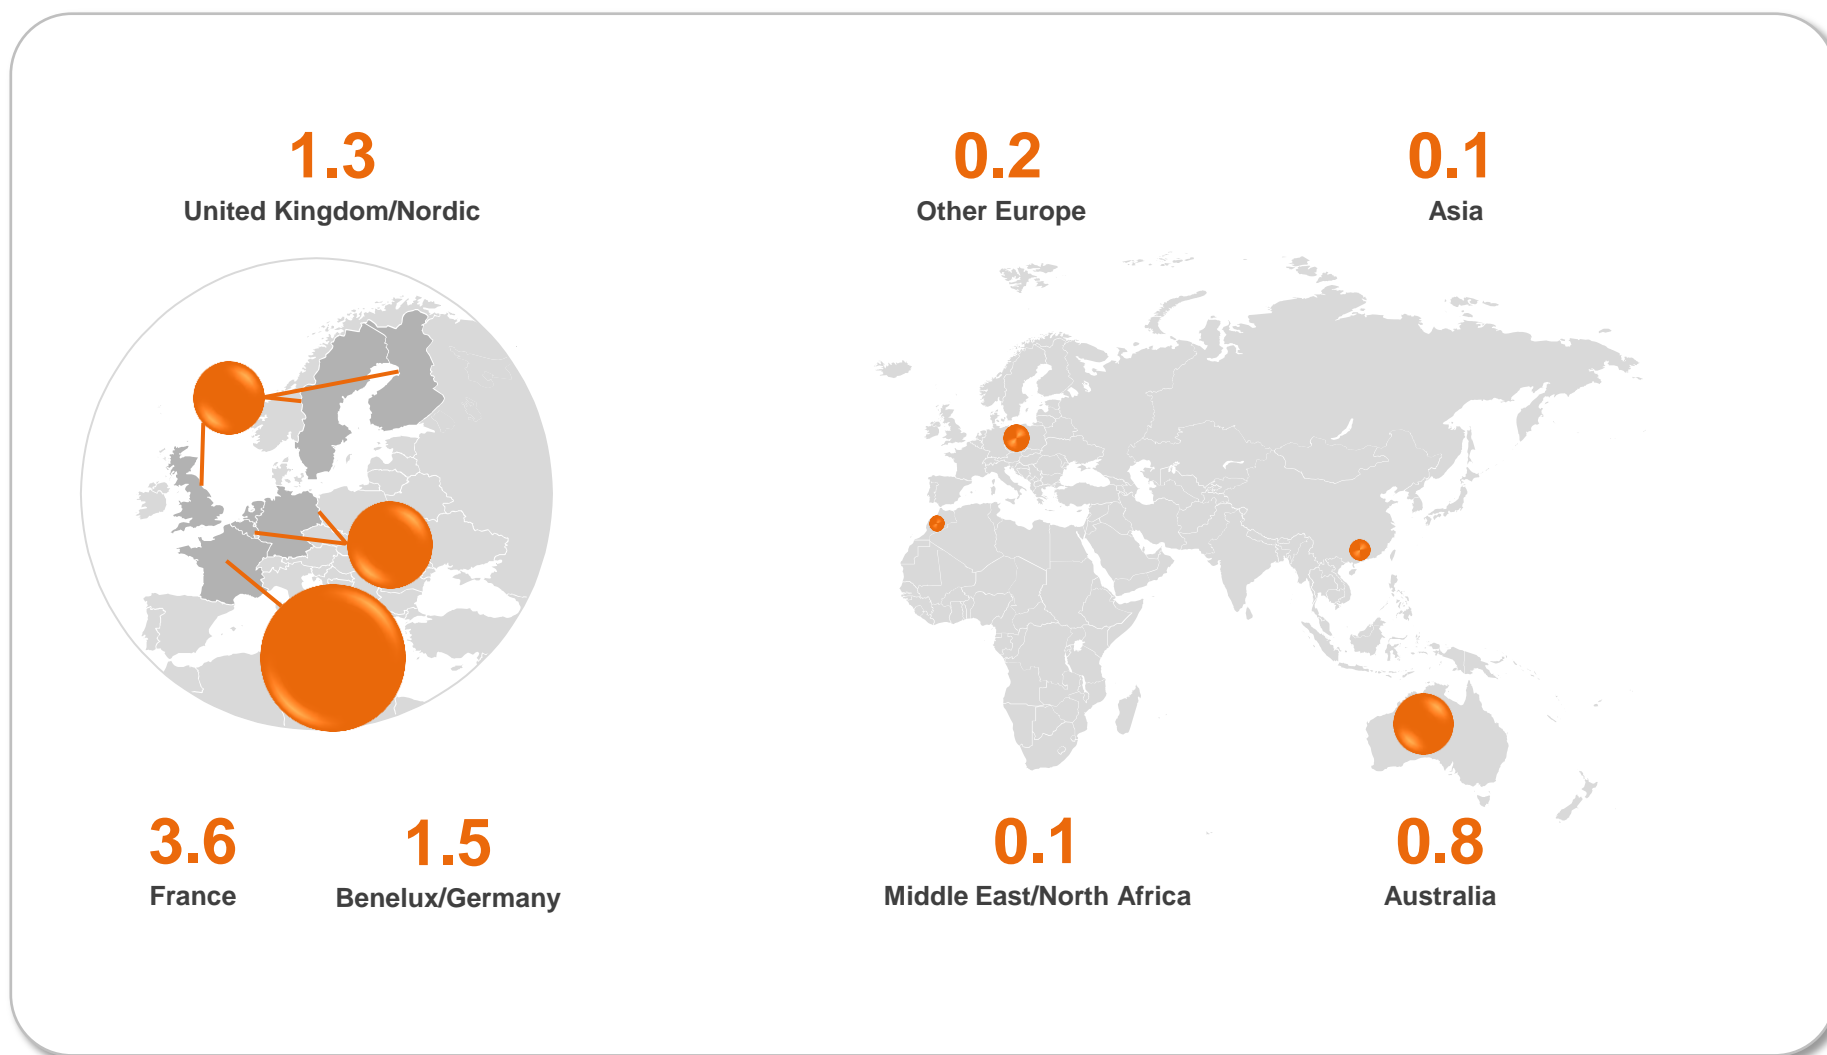 1.3
United Kingdom/Nordic
0.2
Other Europe
0.1
Asia
3.6
France
1.5
Benelux/Germany
0.1
Middle East/North Africa
0.8
Australia